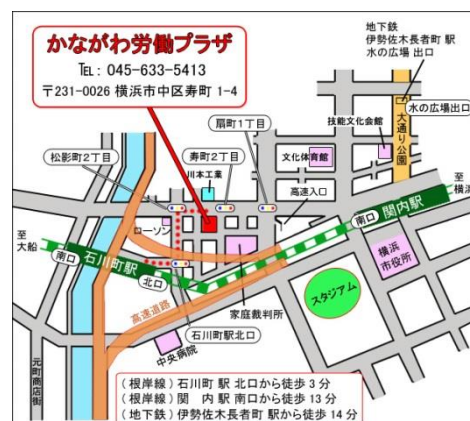 かながわ労働プラザ
℡: 045-633-5413
〒231-0026 横浜市中区寿町 1-4
地下鉄
伊勢佐木長者町 駅
水の広場 出口
水の広場出口
大通り公園
技能文化会館
文化体育館
扇町1丁目
寿町2丁目
松影町2丁目
川本工業
高速入口
ローソン
至
横浜
関内駅
南口
至
大船
南口
石川町駅
北口
横浜
市役所
スタジアム
家庭裁判所
高速道路
石川町駅北口
中央病院
元町商店街
(根岸線) 石川町 駅 北口から徒歩 3 分
(根岸線) 関 内 駅 南口から徒歩 13 分
(地下鉄) 伊勢佐木長者町 駅から徒歩 14 分